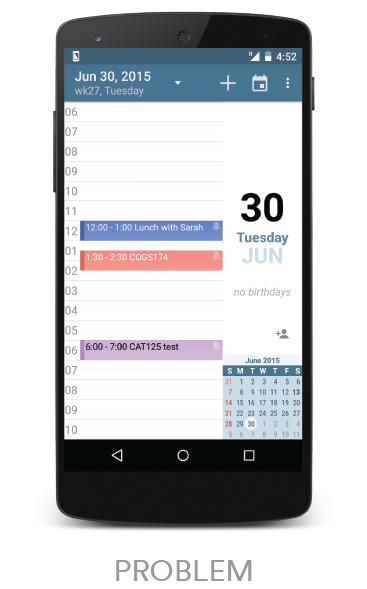 4:52
Jun 30, 2015
wk27, Tuesday
06
07
08
09
10
11
12
12:00 - 1:00 Lunch with Sarah
01
1:30 - 2:30 COGS174
02
03
04
05
06
6:00 - 7:00 CAT125 test
07
08
09
10
30
Tuesday
JUN
no birthdays
June 2015
S M T W T F S
31 1 2 3 4 5 6
7 8 9 10 11 12 13
14 15 16 17 18 19 20
21 22 23 24 25 26 27
28 29 30 1 2 3 4
5 6 7 8 9 10 11
PROBLEM